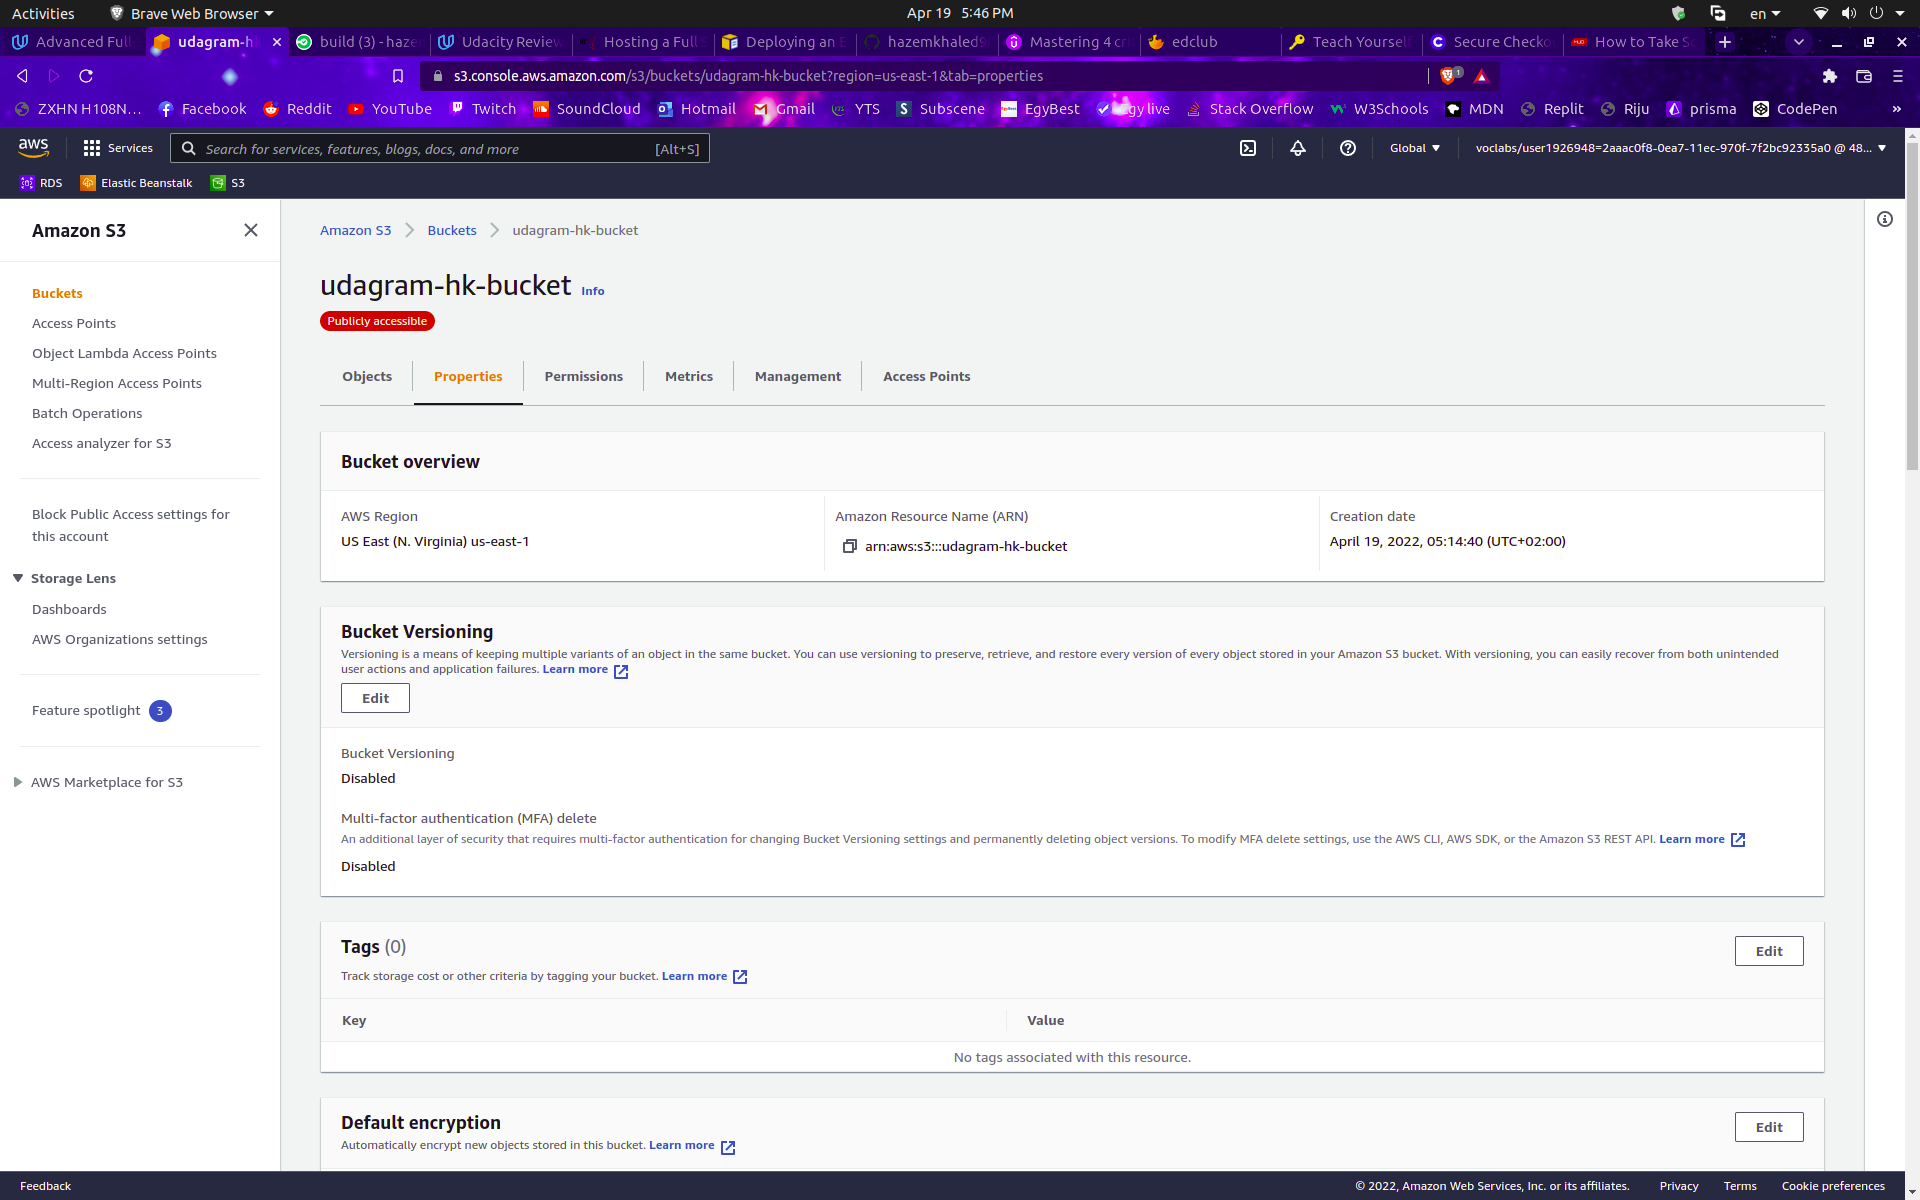 Activities
Brave Web Browser
Apr 19 5:46 PM
en
Advanced Full
udagram-h
build (3) - haze
Udacity Review
Hosting a Full
Deploying an E
hazemkhaled9
Mastering 4 cr
edclub
Teach Yourself
Secure Checko
How to Take Sc
s3.console.aws.amazon.com/s3/buckets/udagram-hk-bucket?region=us-east-1&tab=properties
1
ZXHN H108N...
Facebook
Reddit
YouTube
Twitch
SoundCloud
Hotmail
Gmail
YTS
Subscene
EgyBest
Stack Overflow
W3Schools
MDN
Replit
Riju
prisma
CodePen
»
aws
Services
Search for services, features, blogs, docs, and more
[Alt+S]
Global
voclabs/user1926948=2aaac0f8-0ea7-11ec-970f-7f2bc92335a0 @ 48...
RDS
Elastic Beanstalk
S3
Amazon S3
Buckets
Access Points
Object Lambda Access Points
Multi-Region Access Points
Batch Operations
Access analyzer for S3
Block Public Access settings for
this account
Storage Lens
Dashboards
AWS Organizations settings
Feature spotlight 3
AWS Marketplace for S3
Amazon S3
Buckets
udagram-hk-bucket
udagram-hk-bucket Info
Publicly accessible
Objects
Properties
Permissions
Metrics
Management
Access Points
Bucket overview
AWS Region
US East (N. Virginia) us-east-1
Amazon Resource Name (ARN)
arn:aws:s3:::udagram-hk-bucket
Creation date
April 19, 2022, 05:14:40 (UTC+02:00)
Bucket Versioning
Versioning is a means of keeping multiple variants of an object in the same bucket. You can use versioning to preserve, retrieve, and restore every version of every object stored in your Amazon S3 bucket. With versioning, you can easily recover from both unintended
user actions and application failures. Learn more
Edit
Bucket Versioning
Disabled
Multi-factor authentication (MFA) delete
An additional layer of security that requires multi-factor authentication for changing Bucket Versioning settings and permanently deleting object versions. To modify MFA delete settings, use the AWS CLI, AWS SDK, or the Amazon S3 REST API. Learn more
Disabled
Tags (0)
Track storage cost or other criteria by tagging your bucket. Learn more
Edit
Key
Value
No tags associated with this resource.
Default encryption
Automatically encrypt new objects stored in this bucket. Learn more
Edit
Feedback
© 2022, Amazon Web Services, Inc. or its affiliates.
Privacy
Terms
Cookie preferences